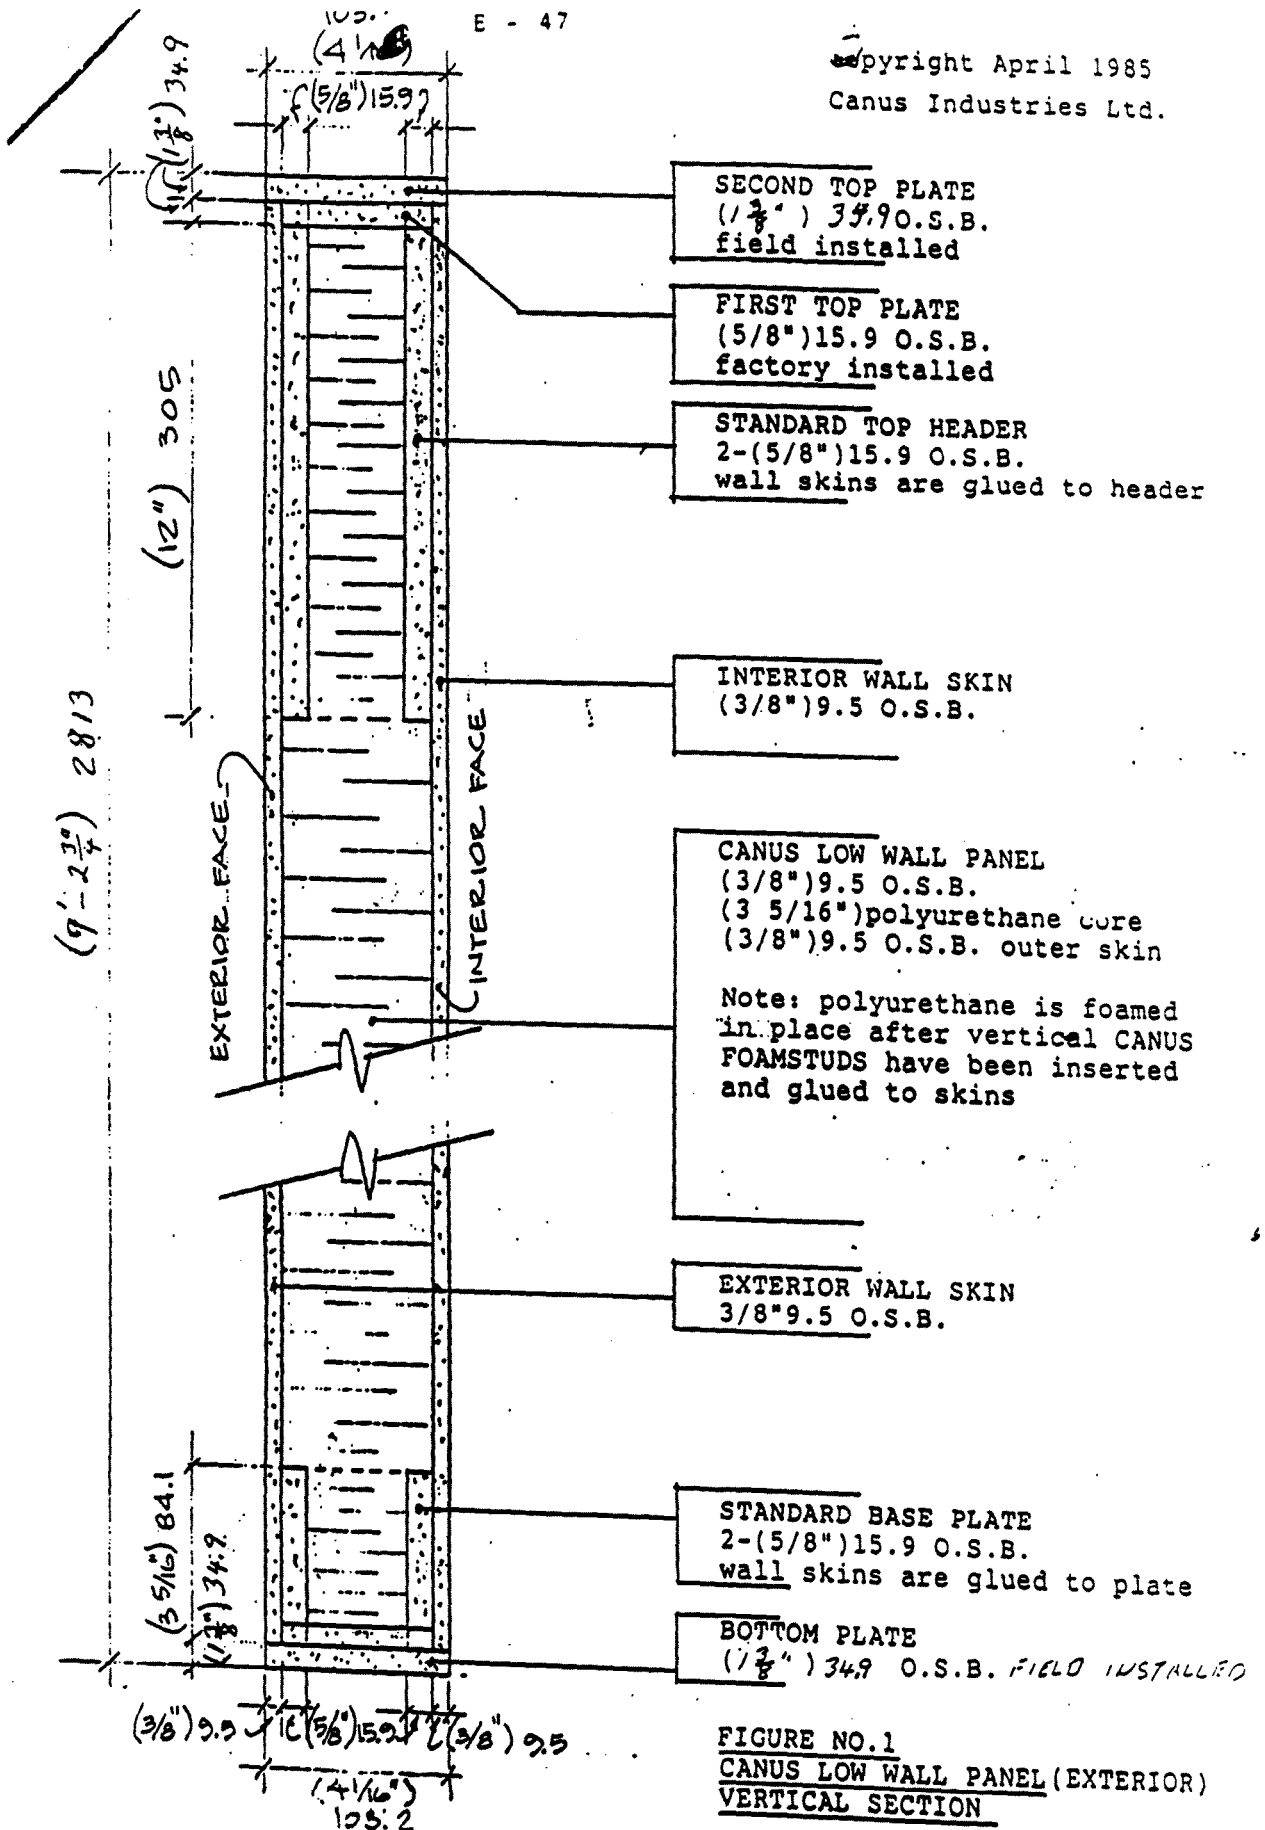 E - 47
Copyright April 1985
Canus Industries Ltd.
(5/8")15.9
(1 3/8") 34.9
SECOND TOP PLATE
(1 3/8") 34.9 O.S.B.
field installed
FIRST TOP PLATE
(5/8")15.9 O.S.B.
factory installed
STANDARD TOP HEADER
2-(5/8")15.9 O.S.B.
wall skins are glued to header
(12") 305
INTERIOR WALL SKIN
(3/8")9.5 O.S.B.
(9'-2 3/4") 2813
EXTERIOR FACE
INTERIOR FACE
CANUS LOW WALL PANEL
(3/8")9.5 O.S.B.
(3 5/16")polyurethane core
(3/8")9.5 O.S.B. outer skin
Note: polyurethane is foamed
in place after vertical CANUS
FOAMSTUDS have been inserted
and glued to skins
EXTERIOR WALL SKIN
3/8"9.5 O.S.B.
(3 5/16") 84.1
(1 3/8") 34.9
STANDARD BASE PLATE
2-(5/8")15.9 O.S.B.
wall skins are glued to plate
BOTTOM PLATE
(1 3/8") 34.9 O.S.B. FIELD INSTALLED
(3/8") 9.5
(5/8")15.9
(3/8") 9.5
(4 1/16")
103.2
FIGURE NO.1
CANUS LOW WALL PANEL(EXTERIOR)
VERTICAL SECTION